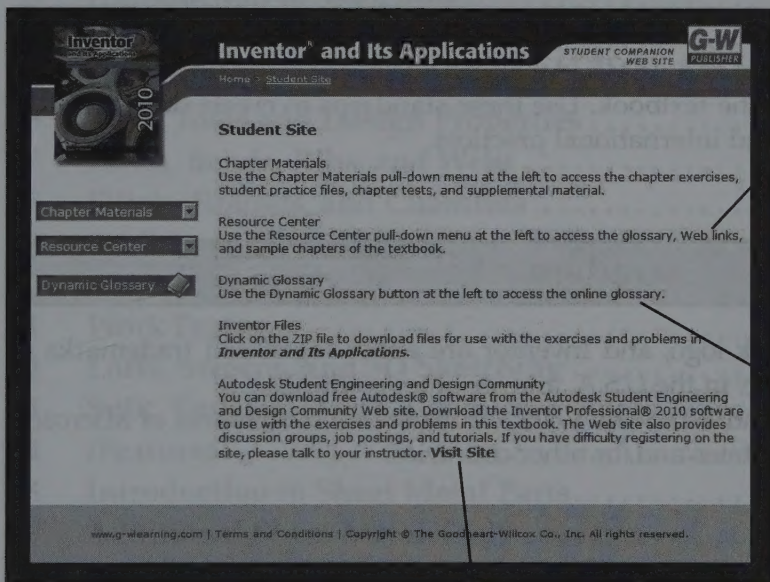 Inventor
and Its Applications
2010
Inventor® and Its Applications
STUDENT COMPANION
WEB SITE
G-W
PUBLISHER
Home > Student Site
Student Site
Chapter Materials
Use the Chapter Materials pull-down menu at the left to access the chapter exercises,
student practice files, chapter tests, and supplemental material.
Chapter Materials
Resource Center
Use the Resource Center pull-down menu at the left to access the glossary, Web links,
and sample chapters of the textbook.
Resource Center
Dynamic Glossary
Dynamic Glossary
Use the Dynamic Glossary button at the left to access the online glossary.
Inventor Files
Click on the ZIP file to download files for use with the exercises and problems in
Inventor and Its Applications.
Autodesk Student Engineering and Design Community
You can download free Autodesk® software from the Autodesk Student Engineering
and Design Community Web site. Download the Inventor Professional® 2010 software
to use with the exercises and problems in this textbook. The Web site also provides
discussion groups, job postings, and tutorials. If you have difficulty registering on the
site, please talk to your instructor. Visit Site
www.g-wlearning.com | Terms and Conditions | Copyright © The Goodheart-Willcox Co., Inc. All rights reserved.